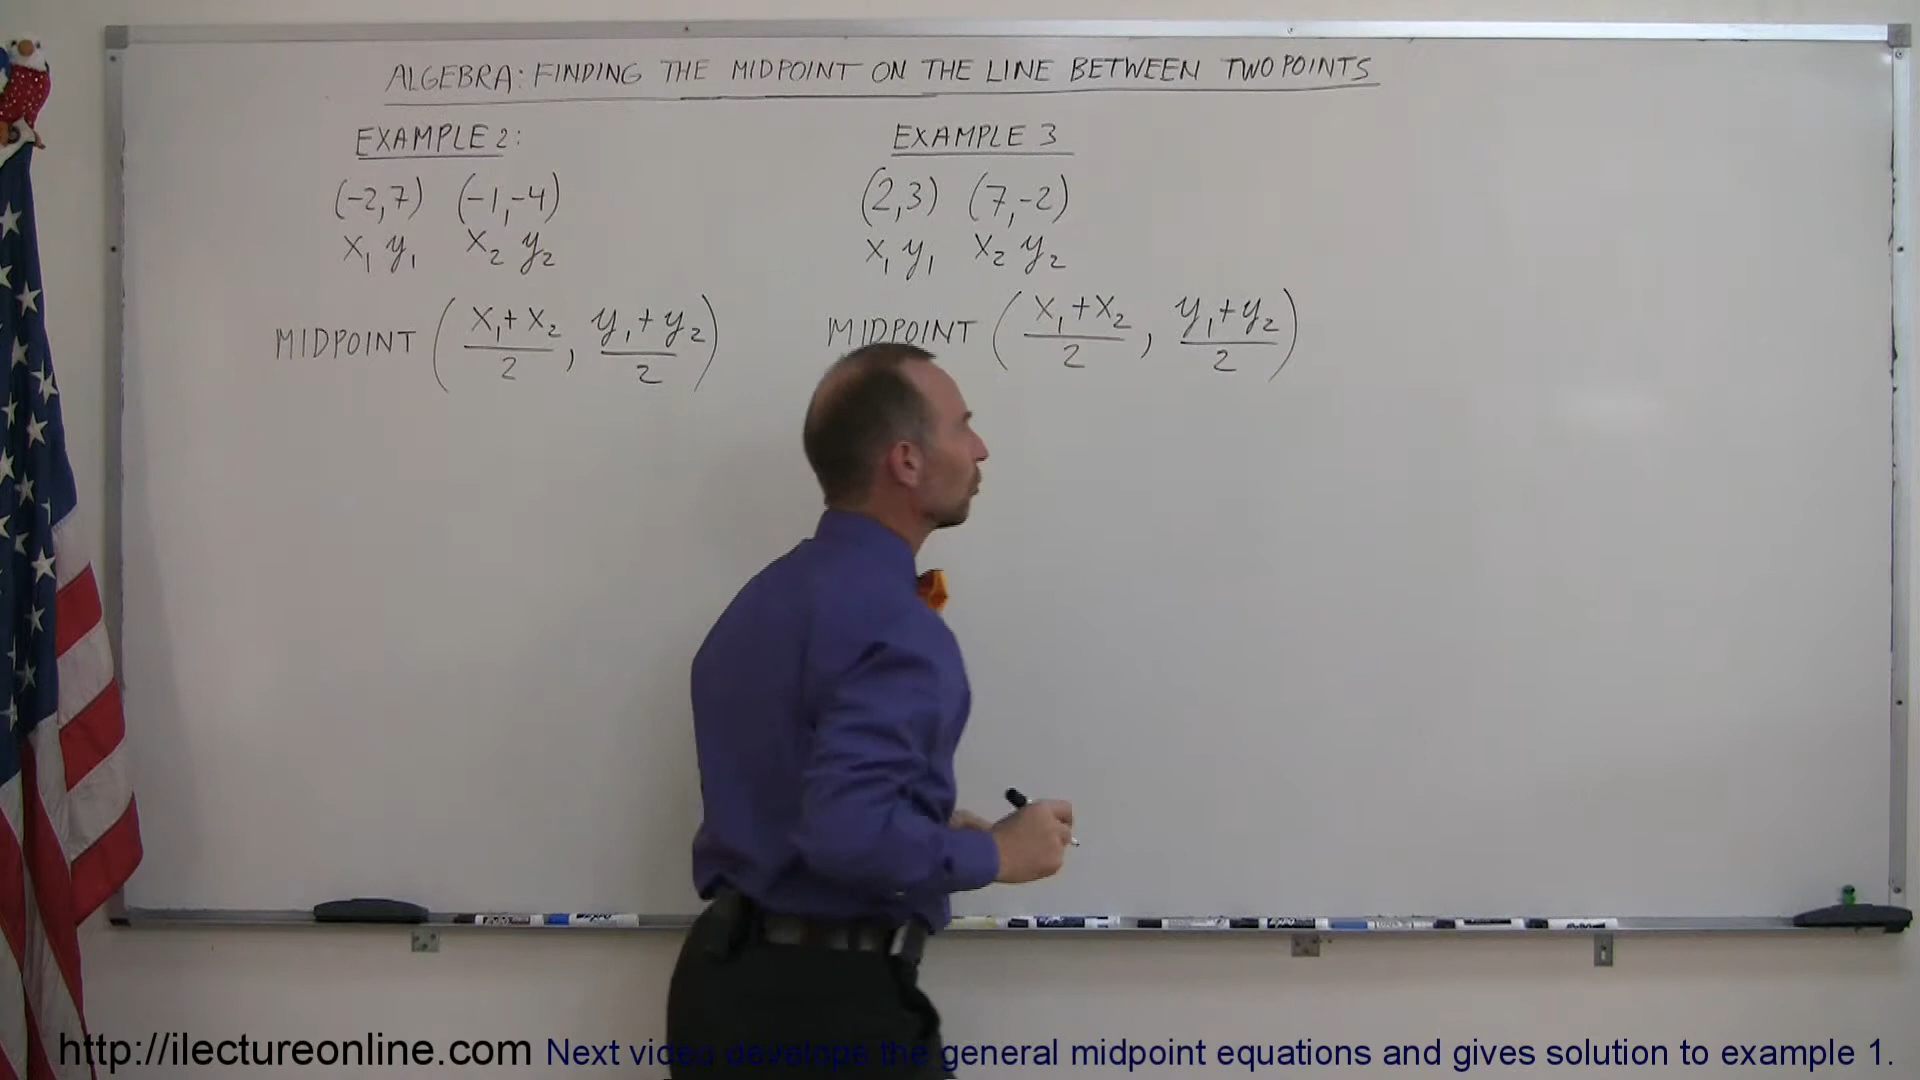 ALGEBRA: FINDING THE MIDPOINT ON THE LINE BETWEEN TWO POINTS
EXAMPLE 2:
(-2,7) (-1,-4)
x₁ y₁ x₂ y₂
MIDPOINT ( x₁+x₂ / 2 , y₁+y₂ / 2 )
EXAMPLE 3
(2,3) (7,-2)
x₁ y₁ x₂ y₂
MIDPOINT ( x₁+x₂ / 2 , y₁+y₂ / 2 )
http://ilectureonline.com Next video develops the general midpoint equations and gives solution to example 1.